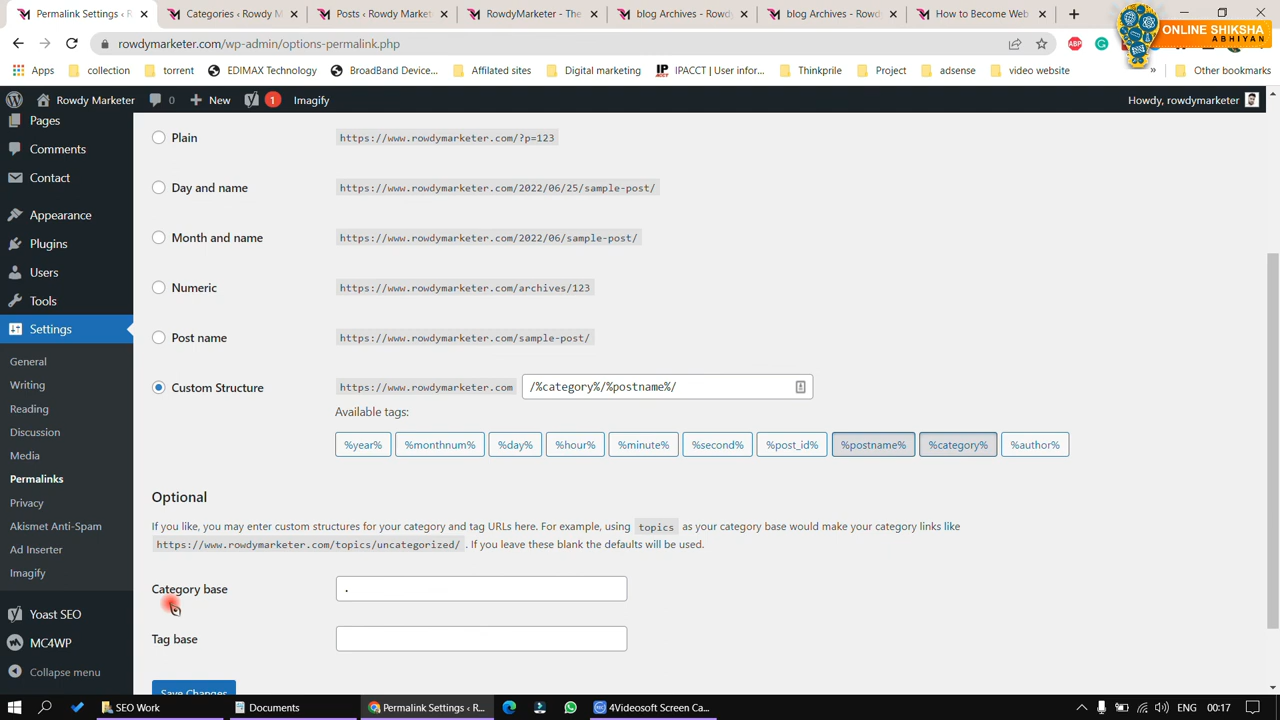 Permalink Settings ‹ R
Categories ‹ Rowdy M
Posts ‹ Rowdy Market
RowdyMarketer - The
blog Archives - Rowdy
blog Archives - Rowdy
How to Become Web
ONLINE SHIKSHA
ABHIYAN
rowdymarketer.com/wp-admin/options-permalink.php
ABP
Apps
collection
torrent
EDIMAX Technology
BroadBand Device...
Affilated sites
Digital marketing
IPACCT | User infor...
Thinkprile
Project
adsense
video website
»
Other bookmarks
Rowdy Marketer
0
New
1
Imagify
Howdy, rowdymarketer
Pages
Comments
Contact
Appearance
Plugins
Users
Tools
Settings
General
Writing
Reading
Discussion
Media
Permalinks
Privacy
Akismet Anti-Spam
Ad Inserter
Imagify
Yoast SEO
MC4WP
Collapse menu
Plain https://www.rowdymarketer.com/?p=123
Day and name https://www.rowdymarketer.com/2022/06/25/sample-post/
Month and name https://www.rowdymarketer.com/2022/06/sample-post/
Numeric https://www.rowdymarketer.com/archives/123
Post name https://www.rowdymarketer.com/sample-post/
Custom Structure https://www.rowdymarketer.com /%category%/%postname%/
Available tags:
%year% %monthnum% %day% %hour% %minute% %second% %post_id% %postname% %category% %author%
Optional
If you like, you may enter custom structures for your category and tag URLs here. For example, using topics as your category base would make your category links like
https://www.rowdymarketer.com/topics/uncategorized/ . If you leave these blank the defaults will be used.
Category base .
Tag base
Save Changes
SEO Work
Documents
Permalink Settings ‹ R...
4Videosoft Screen Ca...
ENG
00:17